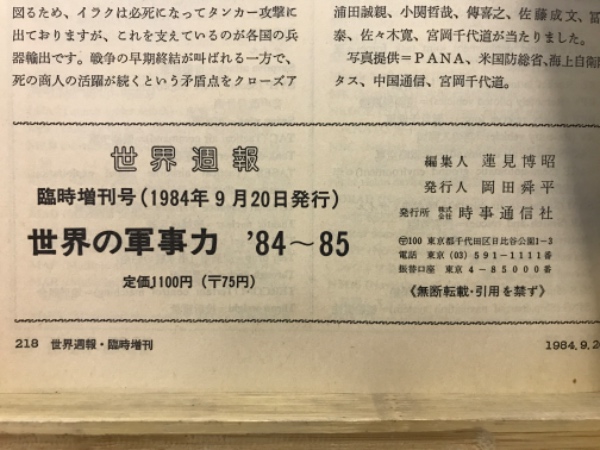 図るため、イラクは必死になってタンカー攻撃に
出ておりますが、これを支えているのが各国の兵
器輸出です。戦争の早期終結が叫ばれる一方で、
死の商人の活躍が続くという矛盾点をクローズア
浦田誠親、小関哲哉、傳喜之、佐藤成文、冨
泰、佐々木寛、宮岡千代道が当たりました。
写真提供=PANA、米国防総省、海上自衛
タス、中国通信、宮岡千代道。
世界週報
臨時増刊号(1984年9月20日発行)
世界の軍事力 '84〜85
定価1100円(〒75円)
編集人 蓮見博昭
発行人 岡田舜平
発行所 株式会社 時事通信社
〒100 東京都千代田区日比谷公園1-3
電話 東京(03)591-1111番
振替口座 東京4-85000番
《無断転載・引用を禁ず》
218 世界週報・臨時増刊
1984.9.20